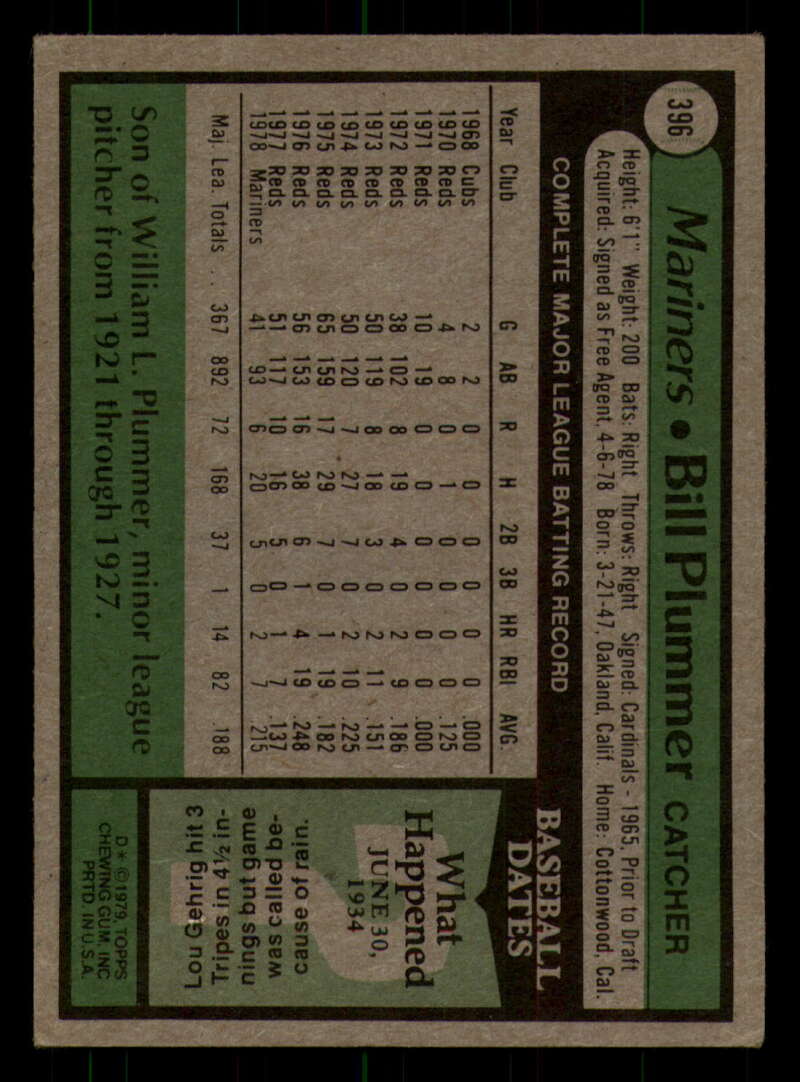 396
Mariners • Bill Plummer CATCHER
Height: 6'1" Weight: 200 Bats: Right Throws: Right Signed: Cardinals - 1965, Prior to Draft
Acquired: Signed as Free Agent, 4-6-78 Born: 3-21-47, Oakland, Calif. Home: Cottonwood, Cal.
COMPLETE MAJOR LEAGUE BATTING RECORD
Year Club G AB R H 2B 3B HR RBI AVG.
1968 Cubs 2 2 0 0 0 0 0 0 .000
1970 Reds 4 8 0 1 0 0 0 0 .125
1971 Reds 10 19 0 0 0 0 0 0 .000
1972 Reds 38 102 8 19 4 0 2 9 .186
1973 Reds 50 119 8 18 3 0 2 11 .151
1974 Reds 50 120 7 27 7 0 2 10 .225
1975 Reds 65 159 17 29 7 0 1 19 .182
1976 Reds 56 153 16 38 6 1 4 19 .248
1977 Reds 51 117 10 16 5 0 1 7 .137
1978 Mariners 41 93 6 20 5 0 2 7 .215
Maj. Lea. Totals . . 367 892 72 168 37 1 14 82 .188
Son of William L. Plummer, minor league
pitcher from 1921 through 1927.
BASEBALL
DATES
What
Happened
JUNE 30,
1934
Lou Gehrig hit 3
Tripes in 4½ in-
nings but game
was called be-
cause of rain.
D*©1979 TOPPS
CHEWING GUM, INC
PRTD. IN U.S.A.